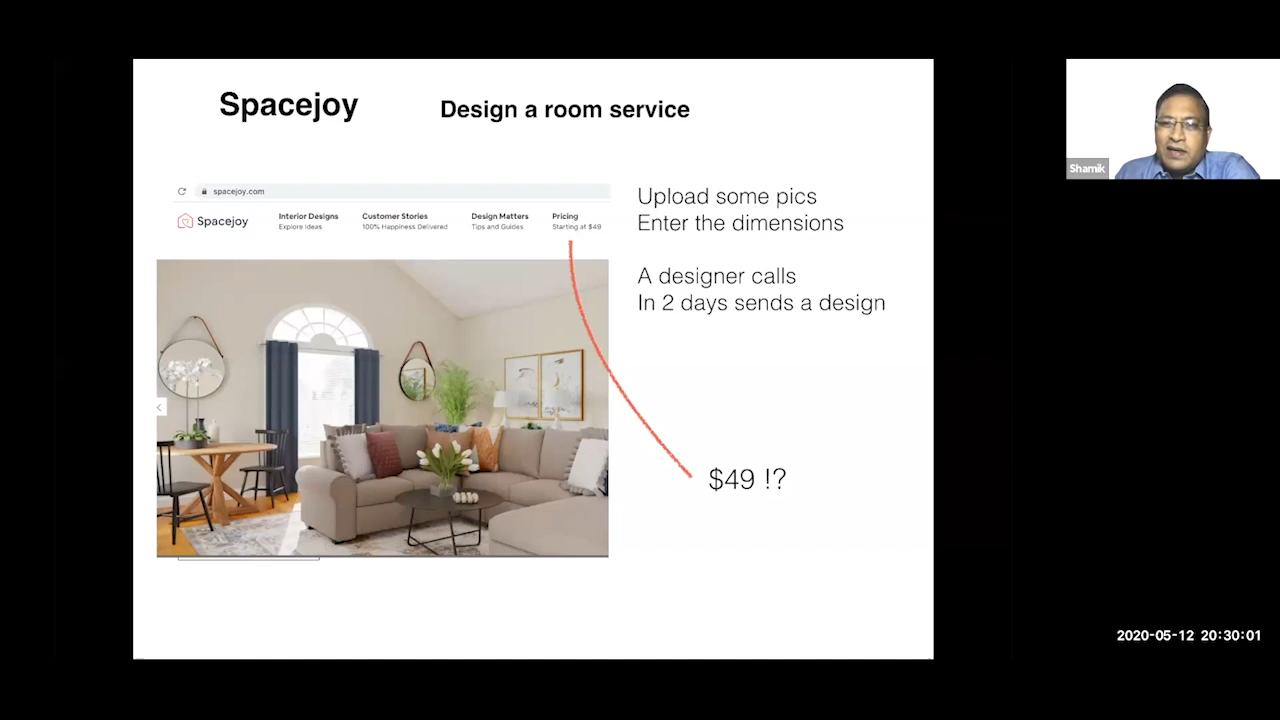 Spacejoy
Design a room service
spacejoy.com
Spacejoy
Interior Designs
Explore Ideas
Customer Stories
100% Happiness Delivered
Design Matters
Tips and Guides
Pricing
Starting at $49
Upload some pics
Enter the dimensions
A designer calls
In 2 days sends a design
$49 !?
Shamik
2020-05-12 20:30:01